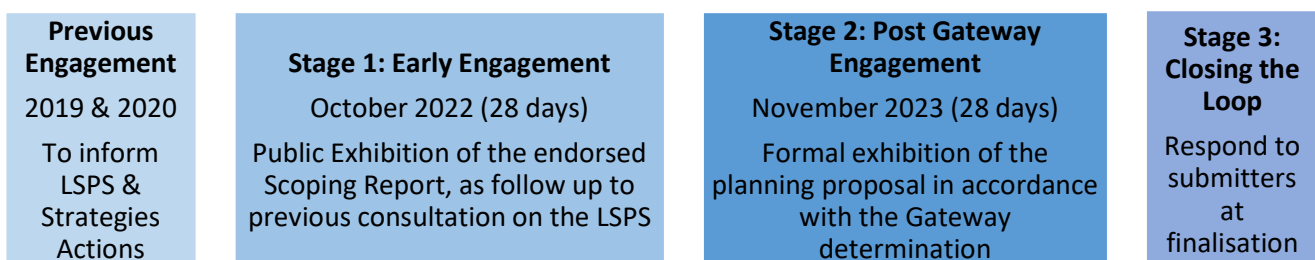 Previous
Engagement
2019 & 2020
To inform
LSPS &
Strategies
Actions
Stage 1: Early Engagement
October 2022 (28 days)
Public Exhibition of the endorsed
Scoping Report, as follow up to
previous consultation on the LSPS
Stage 2: Post Gateway
Engagement
November 2023 (28 days)
Formal exhibition of the
planning proposal in accordance
with the Gateway
determination
Stage 3:
Closing the
Loop
Respond to
submitters
at
finalisation